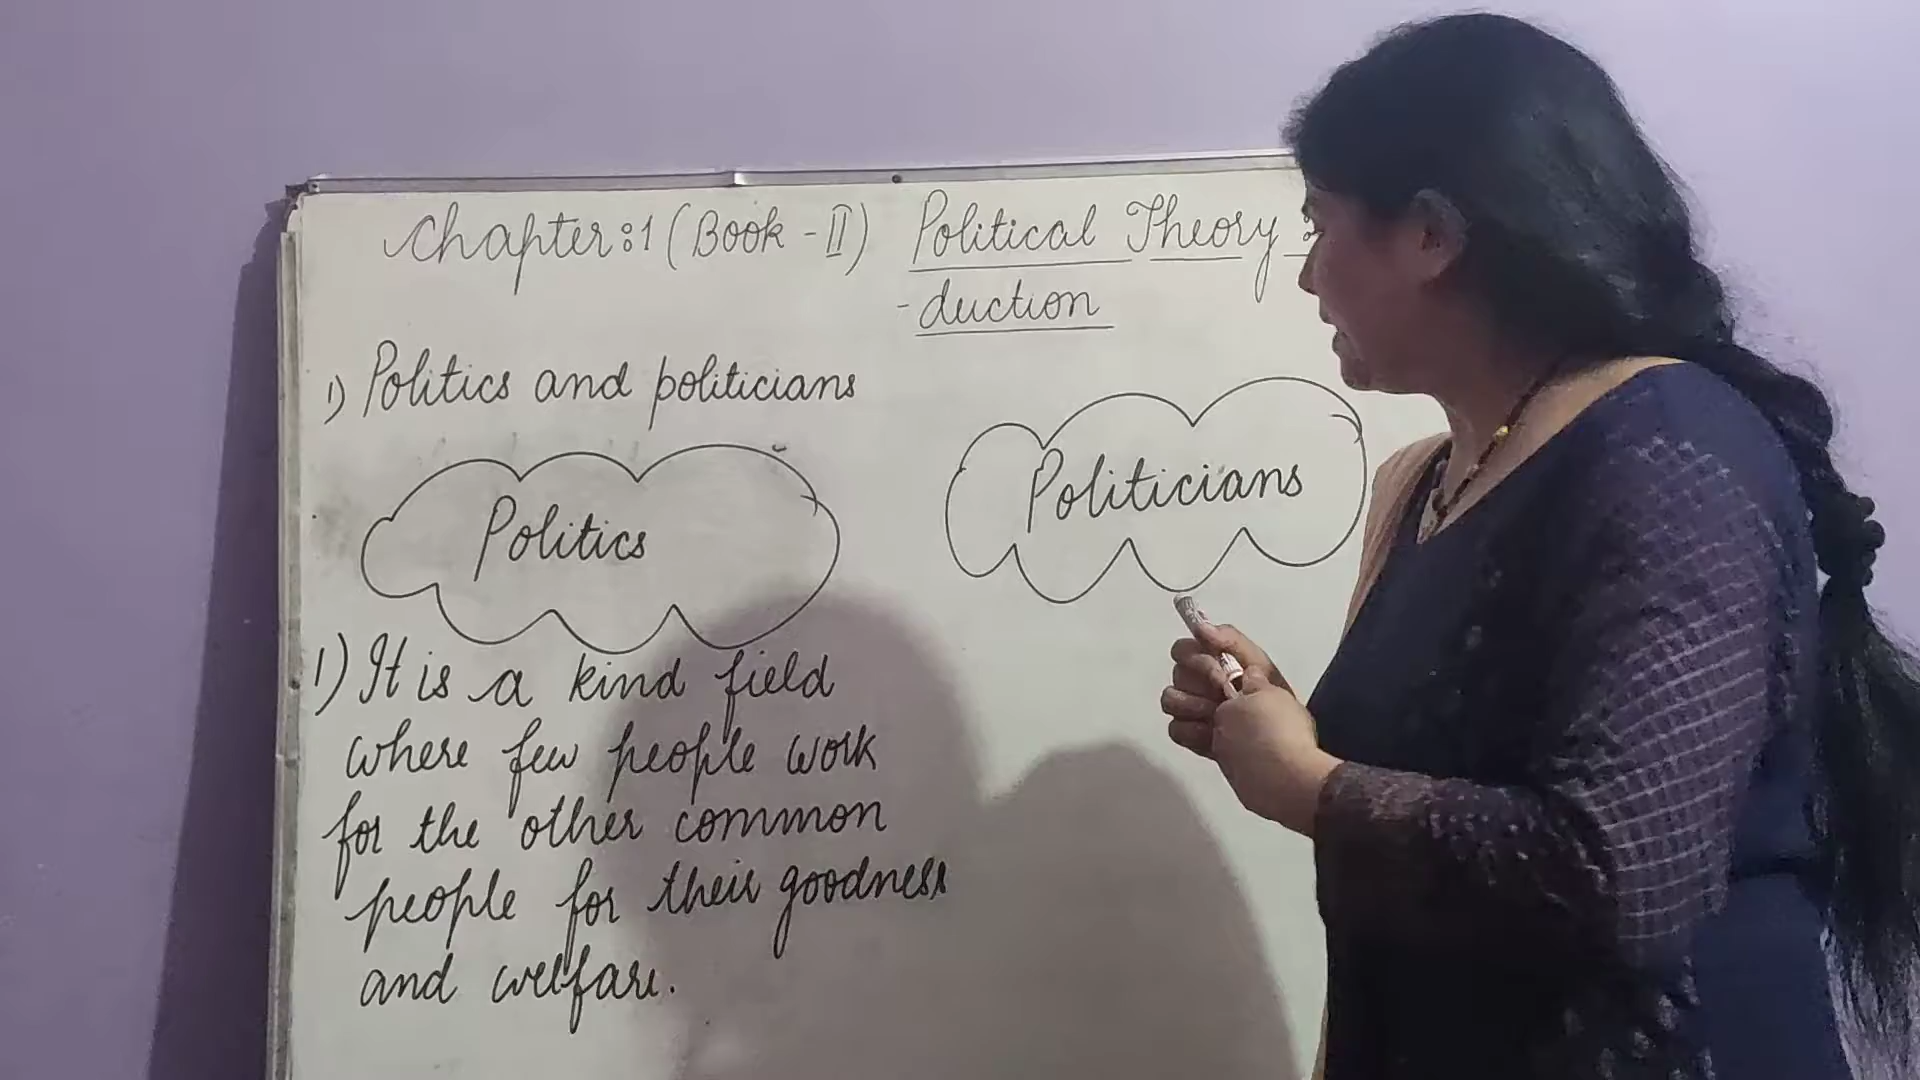 Chapter:1 (Book - II) Political Theory :
- duction
1) Politics and politicians
Politics
Politicians
1) It is a kind field
where few people work
for the other common
people for their goodness
and welfare.